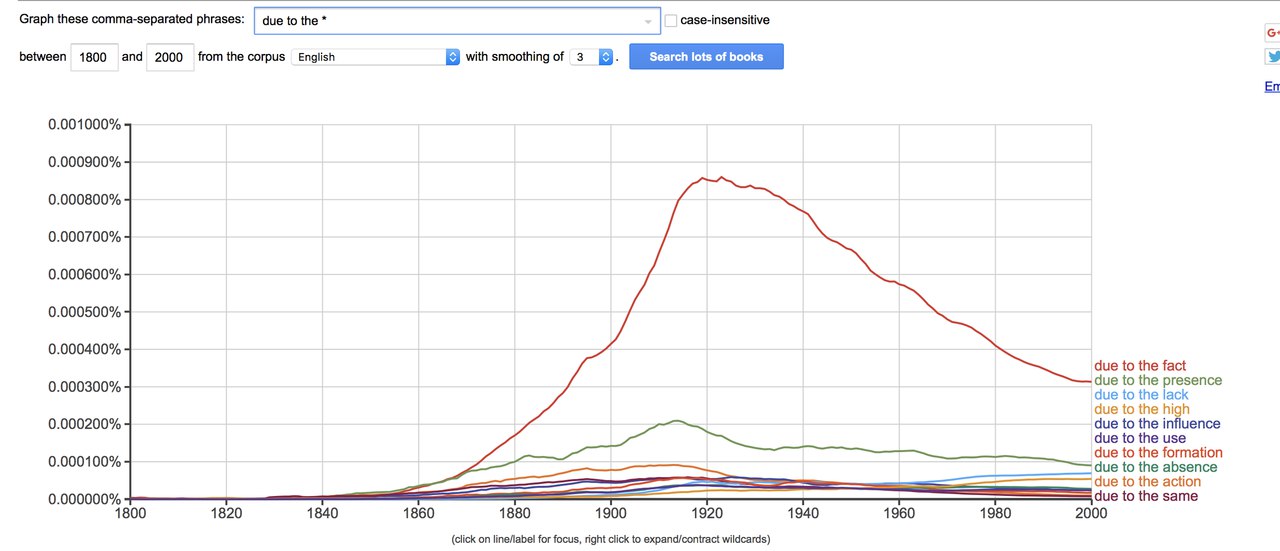 Graph these comma-separated phrases: due to the * case-insensitive
between 1800 and 2000 from the corpus English with smoothing of 3 . Search lots of books
G+
Em
0.001000%
0.000900%
0.000800%
0.000700%
0.000600%
0.000500%
0.000400%
0.000300%
0.000200%
0.000100%
0.000000%
1800 1820 1840 1860 1880 1900 1920 1940 1960 1980 2000
due to the fact
due to the presence
due to the lack
due to the high
due to the influence
due to the use
due to the formation
due to the absence
due to the action
due to the same
(click on line/label for focus, right click to expand/contract wildcards)